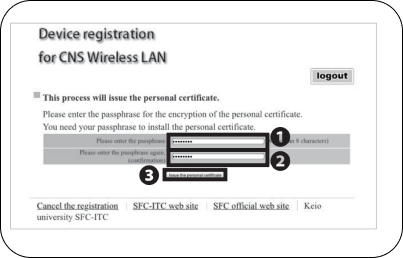 Device registration
for CNS Wireless LAN
logout
This process will issue the personal certificate.
Please enter the passphrase for the encryption of the personal certificate.
You need your passphrase to install the personal certificate.
Please enter the passphrase ******** 1 8 characters)
Please enter the passphrase again. ******** 2
(confirmation)
3 Issue the personal certificate
Cancel the registration | SFC-ITC web site | SFC official web site | Keio
university SFC-ITC